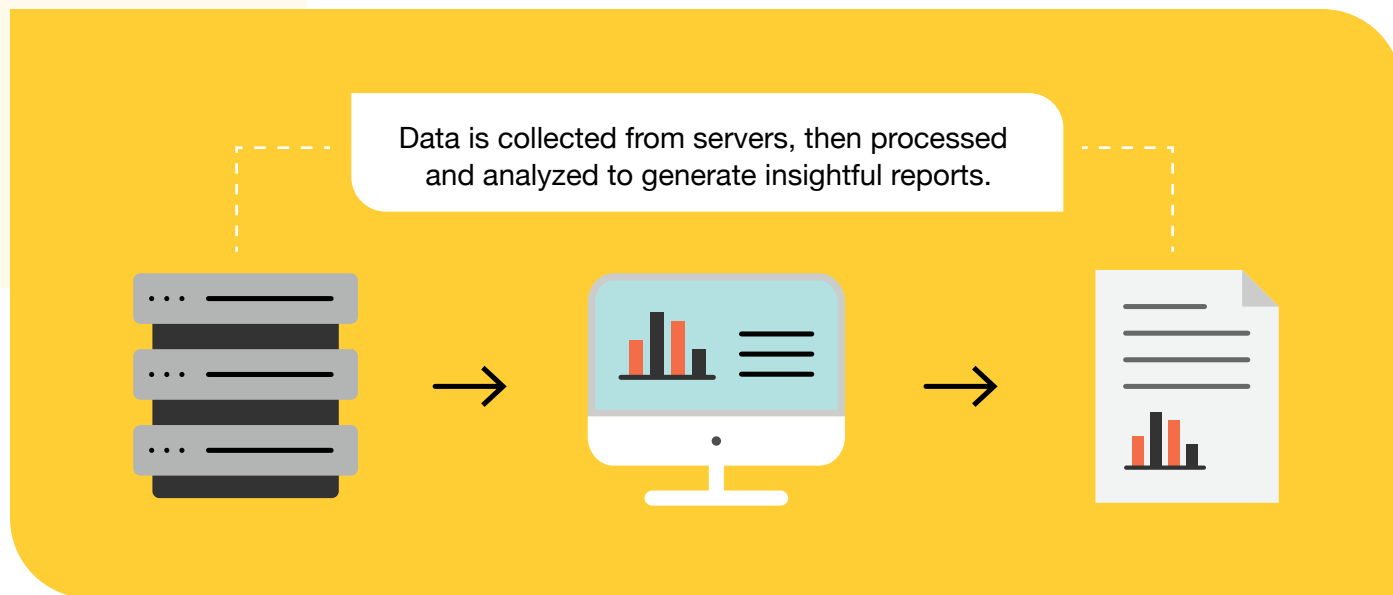 Data is collected from servers, then processed
and analyzed to generate insightful reports.